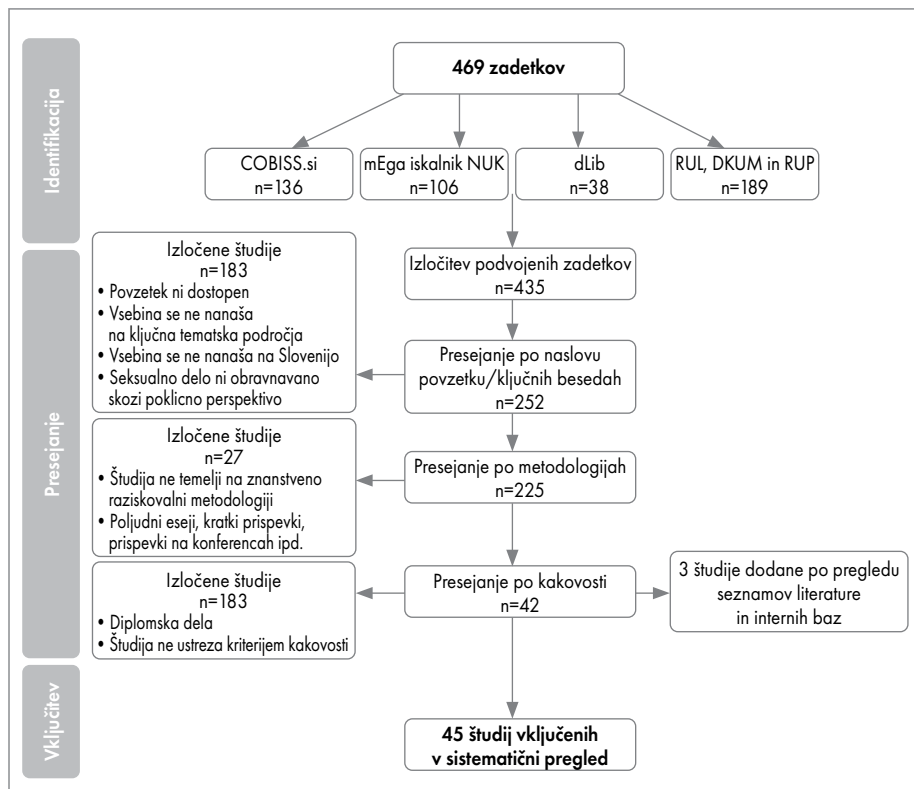 Identifikacija
469 zadetkov
COBISS.si
n=136
mEga iskalnik NUK
n=106
dLib
n=38
RUL, DKUM in RUP
n=189
Presejanje
Izločitev podvojenih zadetkov
n=435
Izločene študije
n=183
• Povzetek ni dostopen
• Vsebina se ne nanaša
na ključna tematska področja
• Vsebina se ne nanaša na Slovenijo
• Seksualno delo ni obravnavano
skozi poklicno perspektivo
Presejanje po naslovu
povzetku/ključnih besedah
n=252
Izločene študije
n=27
• Študija ne temelji na znanstveno
raziskovalni metodologiji
• Poljudni eseji, kratki prispevki,
prispevki na konferencah ipd.
Presejanje po metodologijah
n=225
Izločene študije
n=183
• Diplomska dela
• Študija ne ustreza kriterijem kakovosti
Presejanje po kakovosti
n=42
3 študije dodane po pregledu
seznamov literature
in internih baz
Vključitev
45 študij vključenih
v sistematični pregled